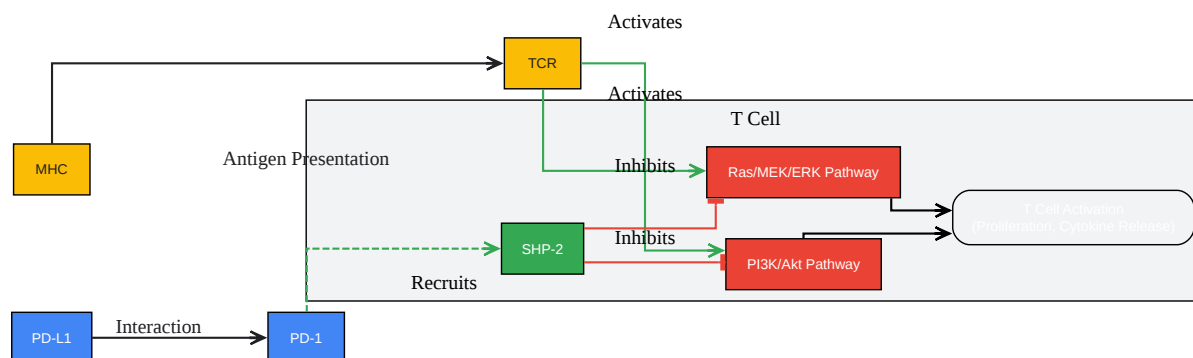 Activates
TCR
Activates
T Cell
Antigen Presentation
MHC
Inhibits
Ras/MEK/ERK Pathway
T Cell Activation
(Proliferation, Cytokine Release)
Inhibits
SHP-2
PI3K/Akt Pathway
Recruits
PD-L1
Interaction
PD-1